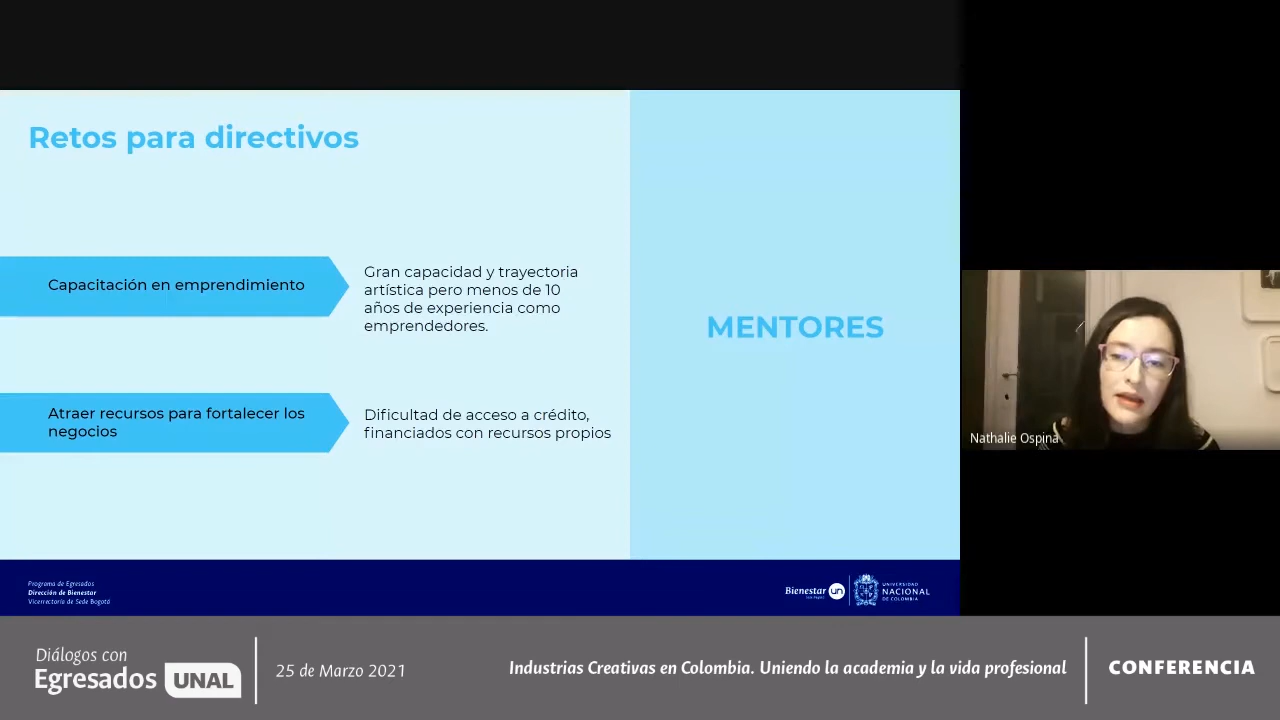 Retos para directivos
Capacitación en emprendimiento
Gran capacidad y trayectoria
artística pero menos de 10
años de experiencia como
emprendedores.
Atraer recursos para fortalecer los
negocios
Dificultad de acceso a crédito,
financiados con recursos propios
MENTORES
Nathalie Ospina
Programa de Egresados
Dirección de Bienestar
Vicerrectoría de Sede Bogotá
Bienestar un
UNIVERSIDAD
NACIONAL
DE COLOMBIA
Diálogos con
Egresados UNAL
25 de Marzo 2021
Industrias Creativas en Colombia. Uniendo la academia y la vida profesional
CONFERENCIA